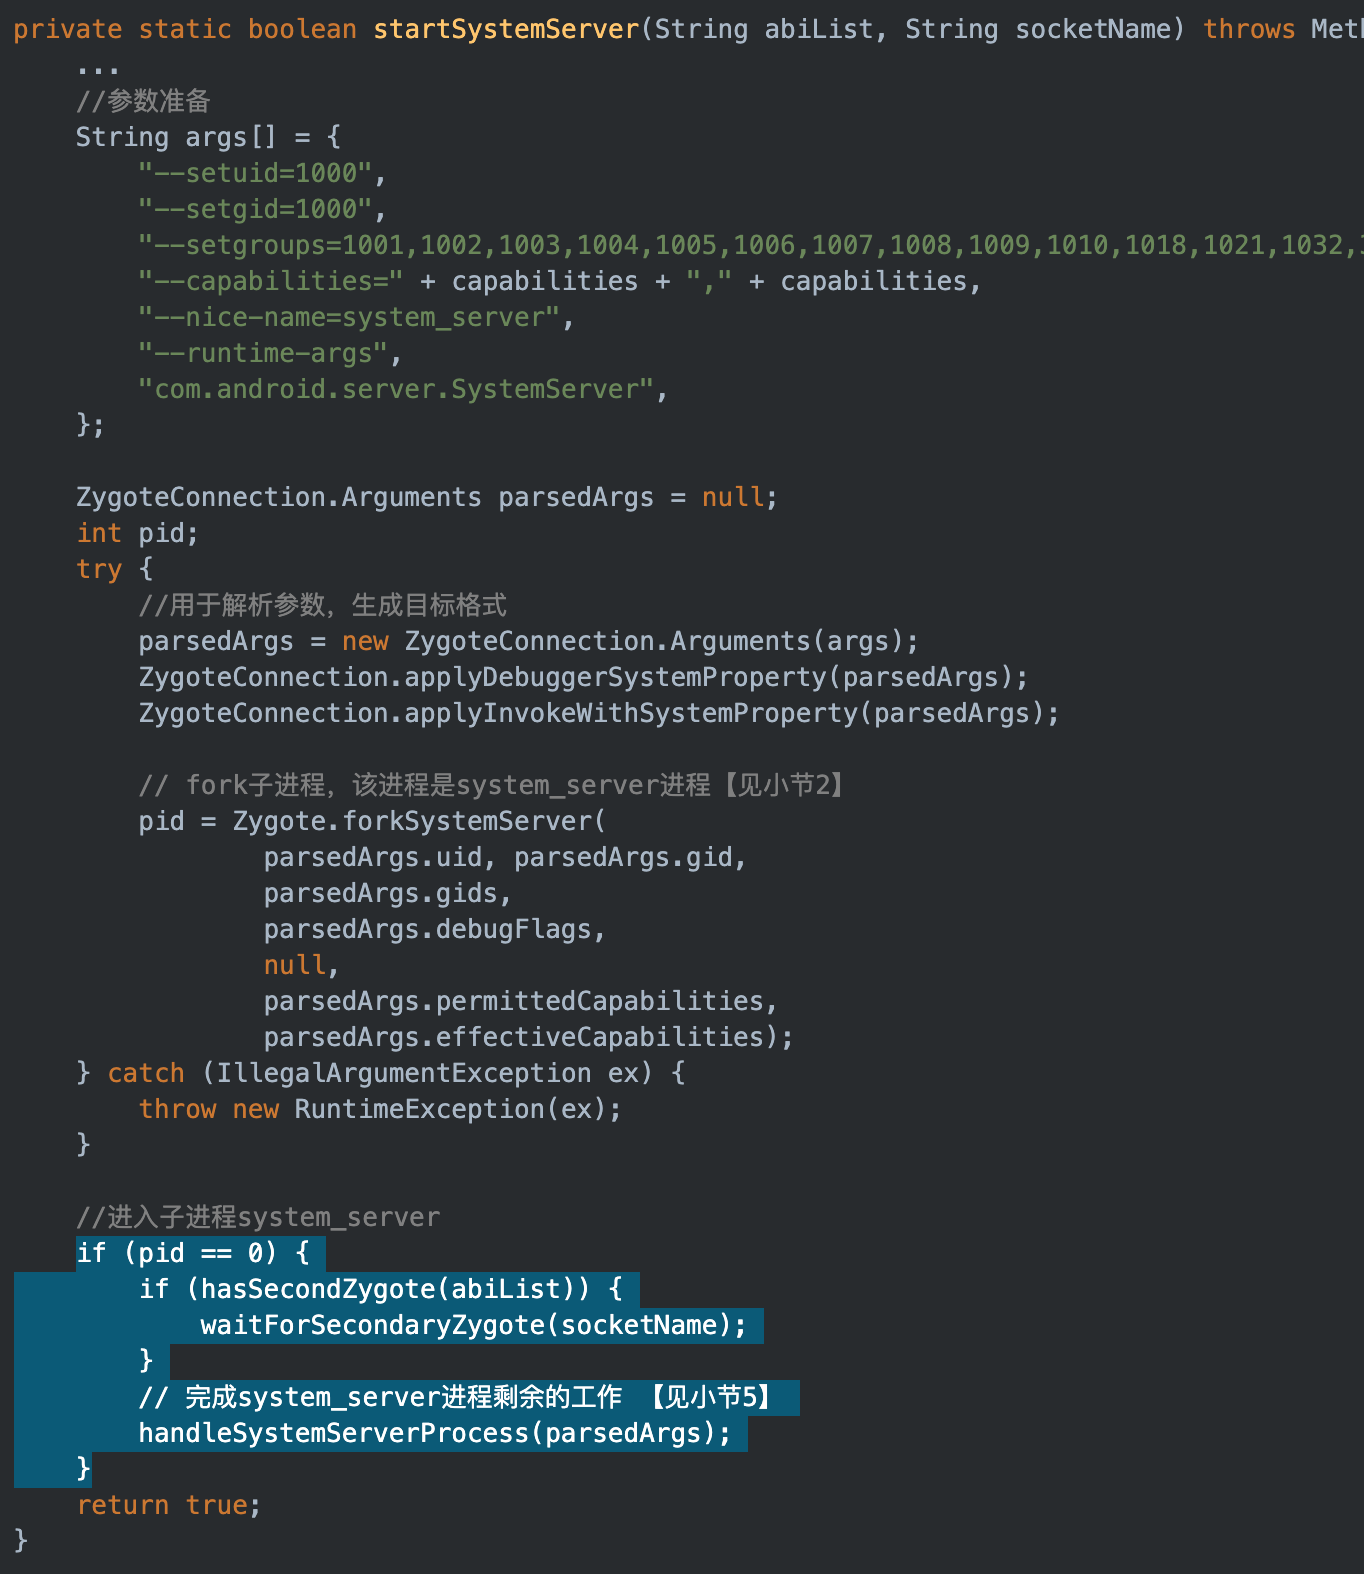 private static boolean startSystemServer(String abiList, String socketName) throws
    ...
    //参数准备
    String args[] = {
        "--setuid=1000",
        "--setgid=1000",
        "--setgroups=1001,1002,1003,1004,1005,1006,1007,1008,1009,1010,1018,1021,1032,
        "--capabilities=" + capabilities + "," + capabilities,
        "--nice-name=system_server",
        "--runtime-args",
        "com.android.server.SystemServer",
    };

    ZygoteConnection.Arguments parsedArgs = null;
    int pid;
    try {
        //用于解析参数，生成目标格式
        parsedArgs = new ZygoteConnection.Arguments(args);
        ZygoteConnection.applyDebuggerSystemProperty(parsedArgs);
        ZygoteConnection.applyInvokeWithSystemProperty(parsedArgs);

        // fork子进程，该进程是system_server进程【见小节2】
        pid = Zygote.forkSystemServer(
                parsedArgs.uid, parsedArgs.gid,
                parsedArgs.gids,
                parsedArgs.debugFlags,
                null,
                parsedArgs.permittedCapabilities,
                parsedArgs.effectiveCapabilities);
    } catch (IllegalArgumentException ex) {
        throw new RuntimeException(ex);
    }

    //进入子进程system_server
    if (pid == 0) {
        if (hasSecondZygote(abiList)) {
            waitForSecondaryZygote(socketName);
        }
        // 完成system_server进程剩余的工作 【见小节5】
        handleSystemServerProcess(parsedArgs);
    }
    return true;
}